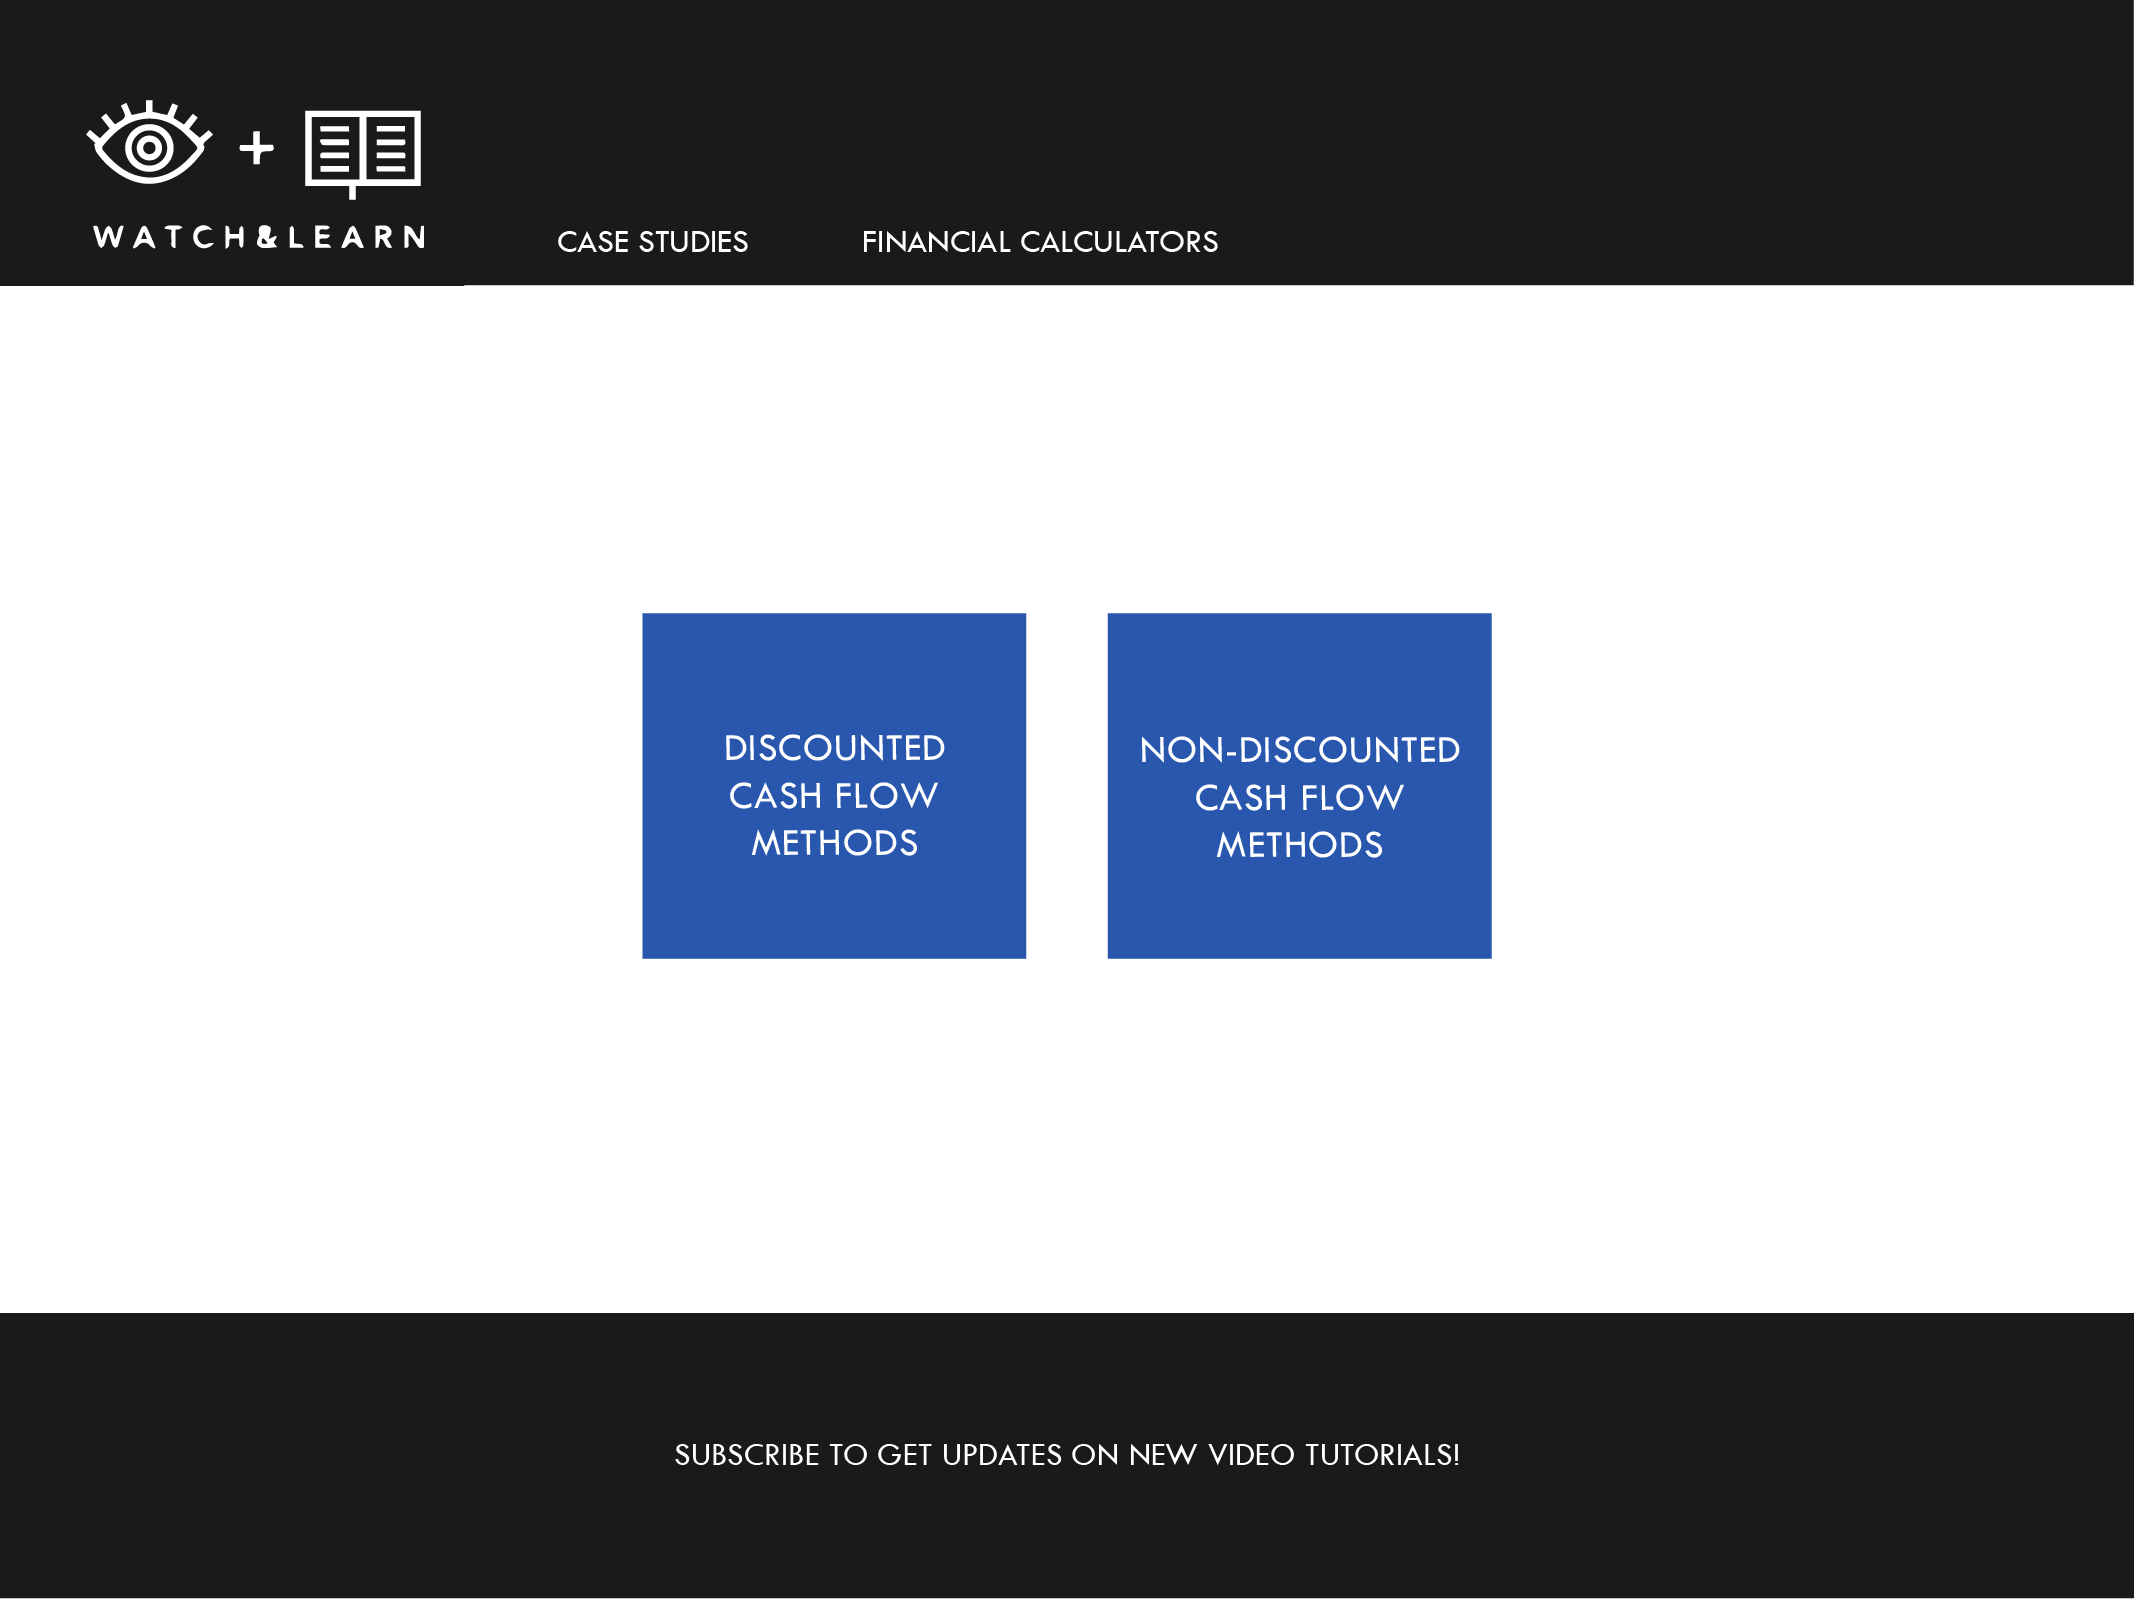 WATCH&LEARN
CASE STUDIES
FINANCIAL CALCULATORS
DISCOUNTED
CASH FLOW
METHODS
NON-DISCOUNTED
CASH FLOW
METHODS
SUBSCRIBE TO GET UPDATES ON NEW VIDEO TUTORIALS!